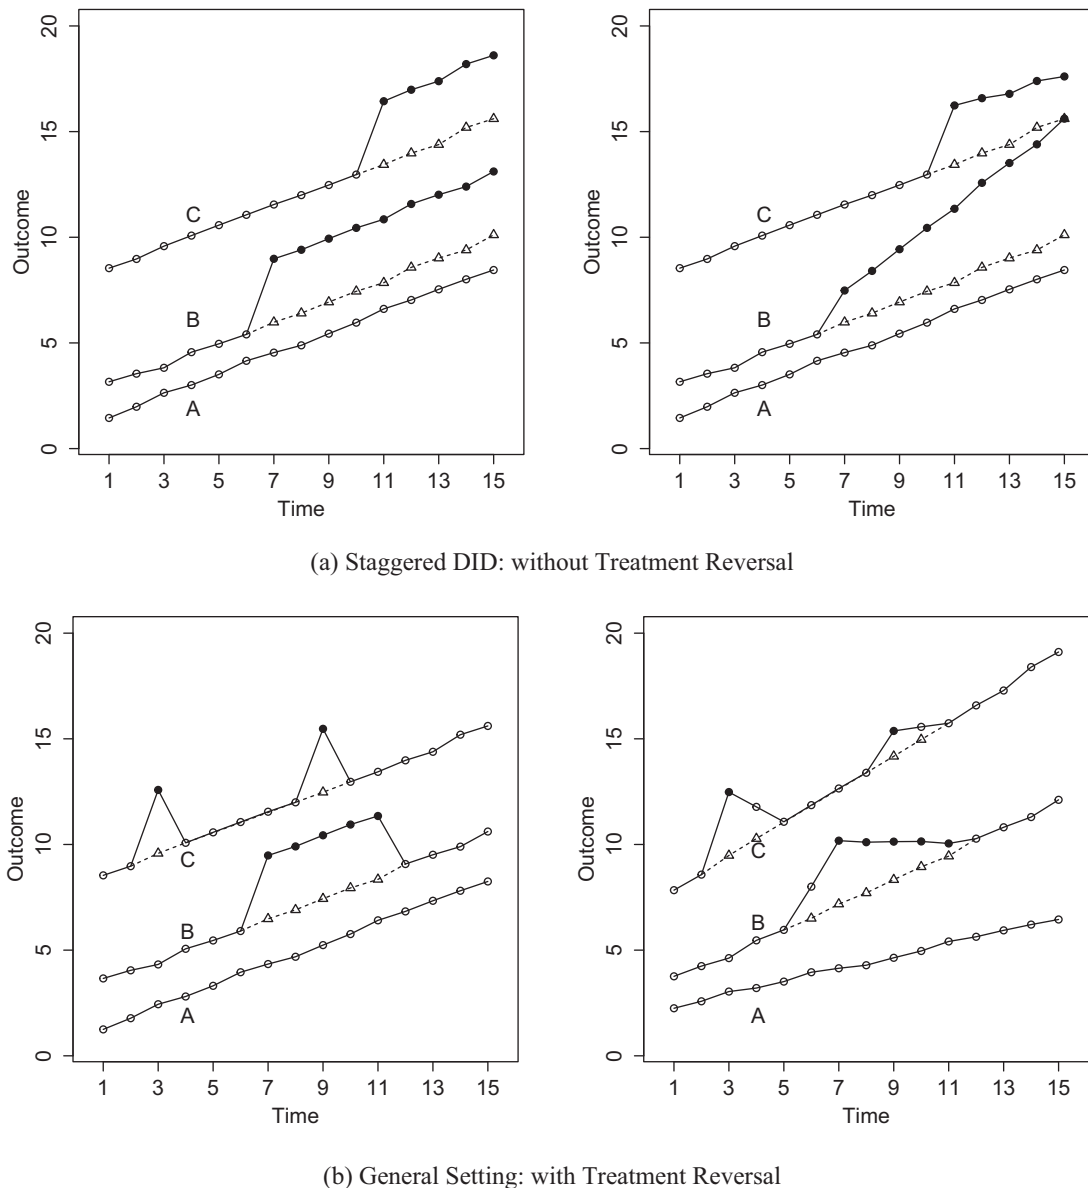 20
15
10
5
0
Outcome
C
B
A
1 3 5 7 9 11 13 15
Time
20
15
10
5
0
Outcome
C
B
A
1 3 5 7 9 11 13 15
Time
(a) Staggered DID: without Treatment Reversal
20
15
10
5
0
Outcome
C
B
A
1 3 5 7 9 11 13 15
Time
20
15
10
5
0
Outcome
C
B
A
1 3 5 7 9 11 13 15
Time
(b) General Setting: with Treatment Reversal